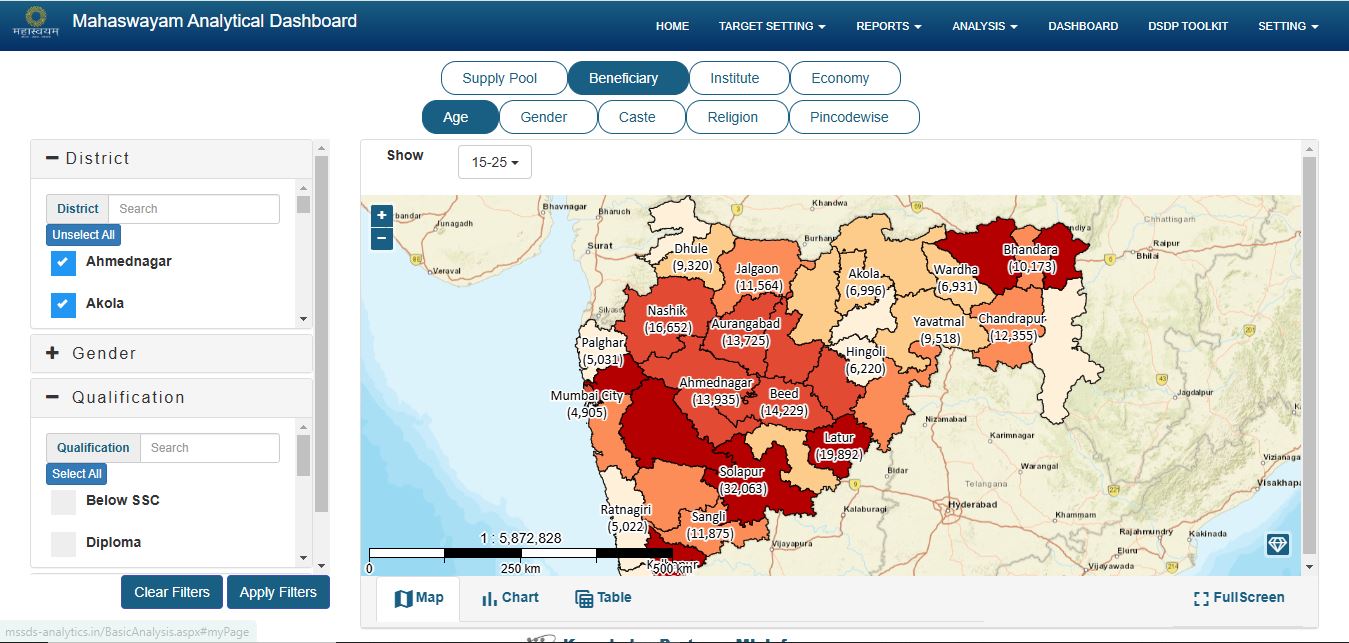 महास्वयम
Mahaswayam Analytical Dashboard
HOME
TARGET SETTING
REPORTS
ANALYSIS
DASHBOARD
DSDP TOOLKIT
SETTING
Supply Pool
Beneficiary
Institute
Economy
Age
Gender
Caste
Religion
Pincodewise
District
District
Search
Unselect All
Ahmednagar
Akola
Gender
Qualification
Qualification
Search
Select All
Below SSC
Diploma
Clear Filters
Apply Filters
mssds-analytics.in/BasicAnalysis.aspx#myPage
Show
15-25
+
−
Junagadh
Veraval
Bhavnagar
Bharuch
Surat
Khandwa
Chhattisgarh
Raipur
Bhilai
Jagdalpur
Nizamabad
Karimnagar
Warangal
Telangana
Bidar
Hyderabad
Kalaburagi
Khammam
Rajahmundry
Kakinada
Eluru
Vijayawada
Vijayapura
Dhule
(9,320)
Jalgaon
(11,564)
Akola
(6,996)
Wardha
(6,931)
Bhandara
(10,173)
Nashik
(16,652)
Aurangabad
(13,725)
Yavatmal
(9,518)
Chandrapur
(12,355)
Palghar
(5,031)
Hingoli
(6,220)
Mumbai City
(4,905)
Ahmednagar
(13,935)
Beed
(14,229)
Latur
(19,892)
Solapur
(32,063)
Ratnagiri
(5,022)
Sangli
(11,875)
1 : 5,872,828
0
250 km
500 km
Map
Chart
Table
FullScreen